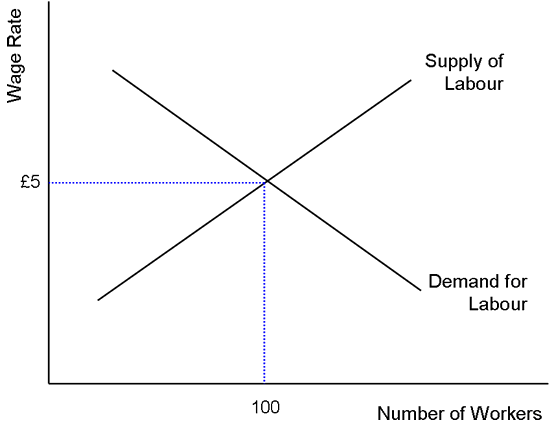 Wage Rate
Supply of
Labour
£5
Demand for
Labour
100
Number of Workers